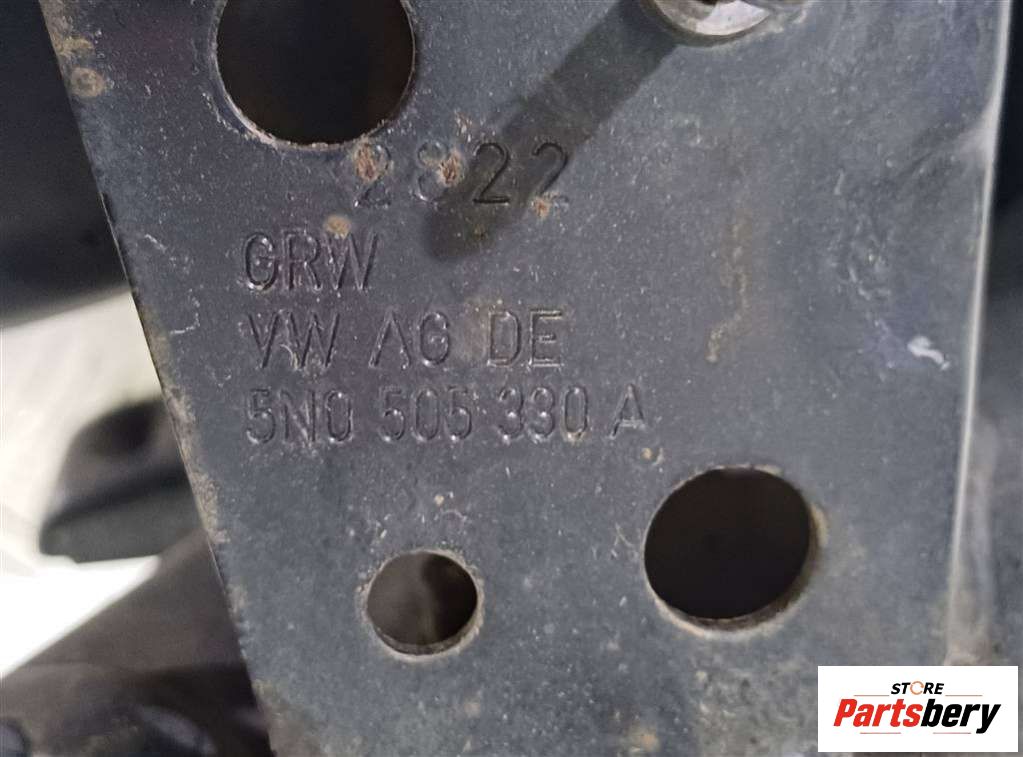 2822
GRW
VW AG DE
5N0 505 330 A
STORE
Partsbery